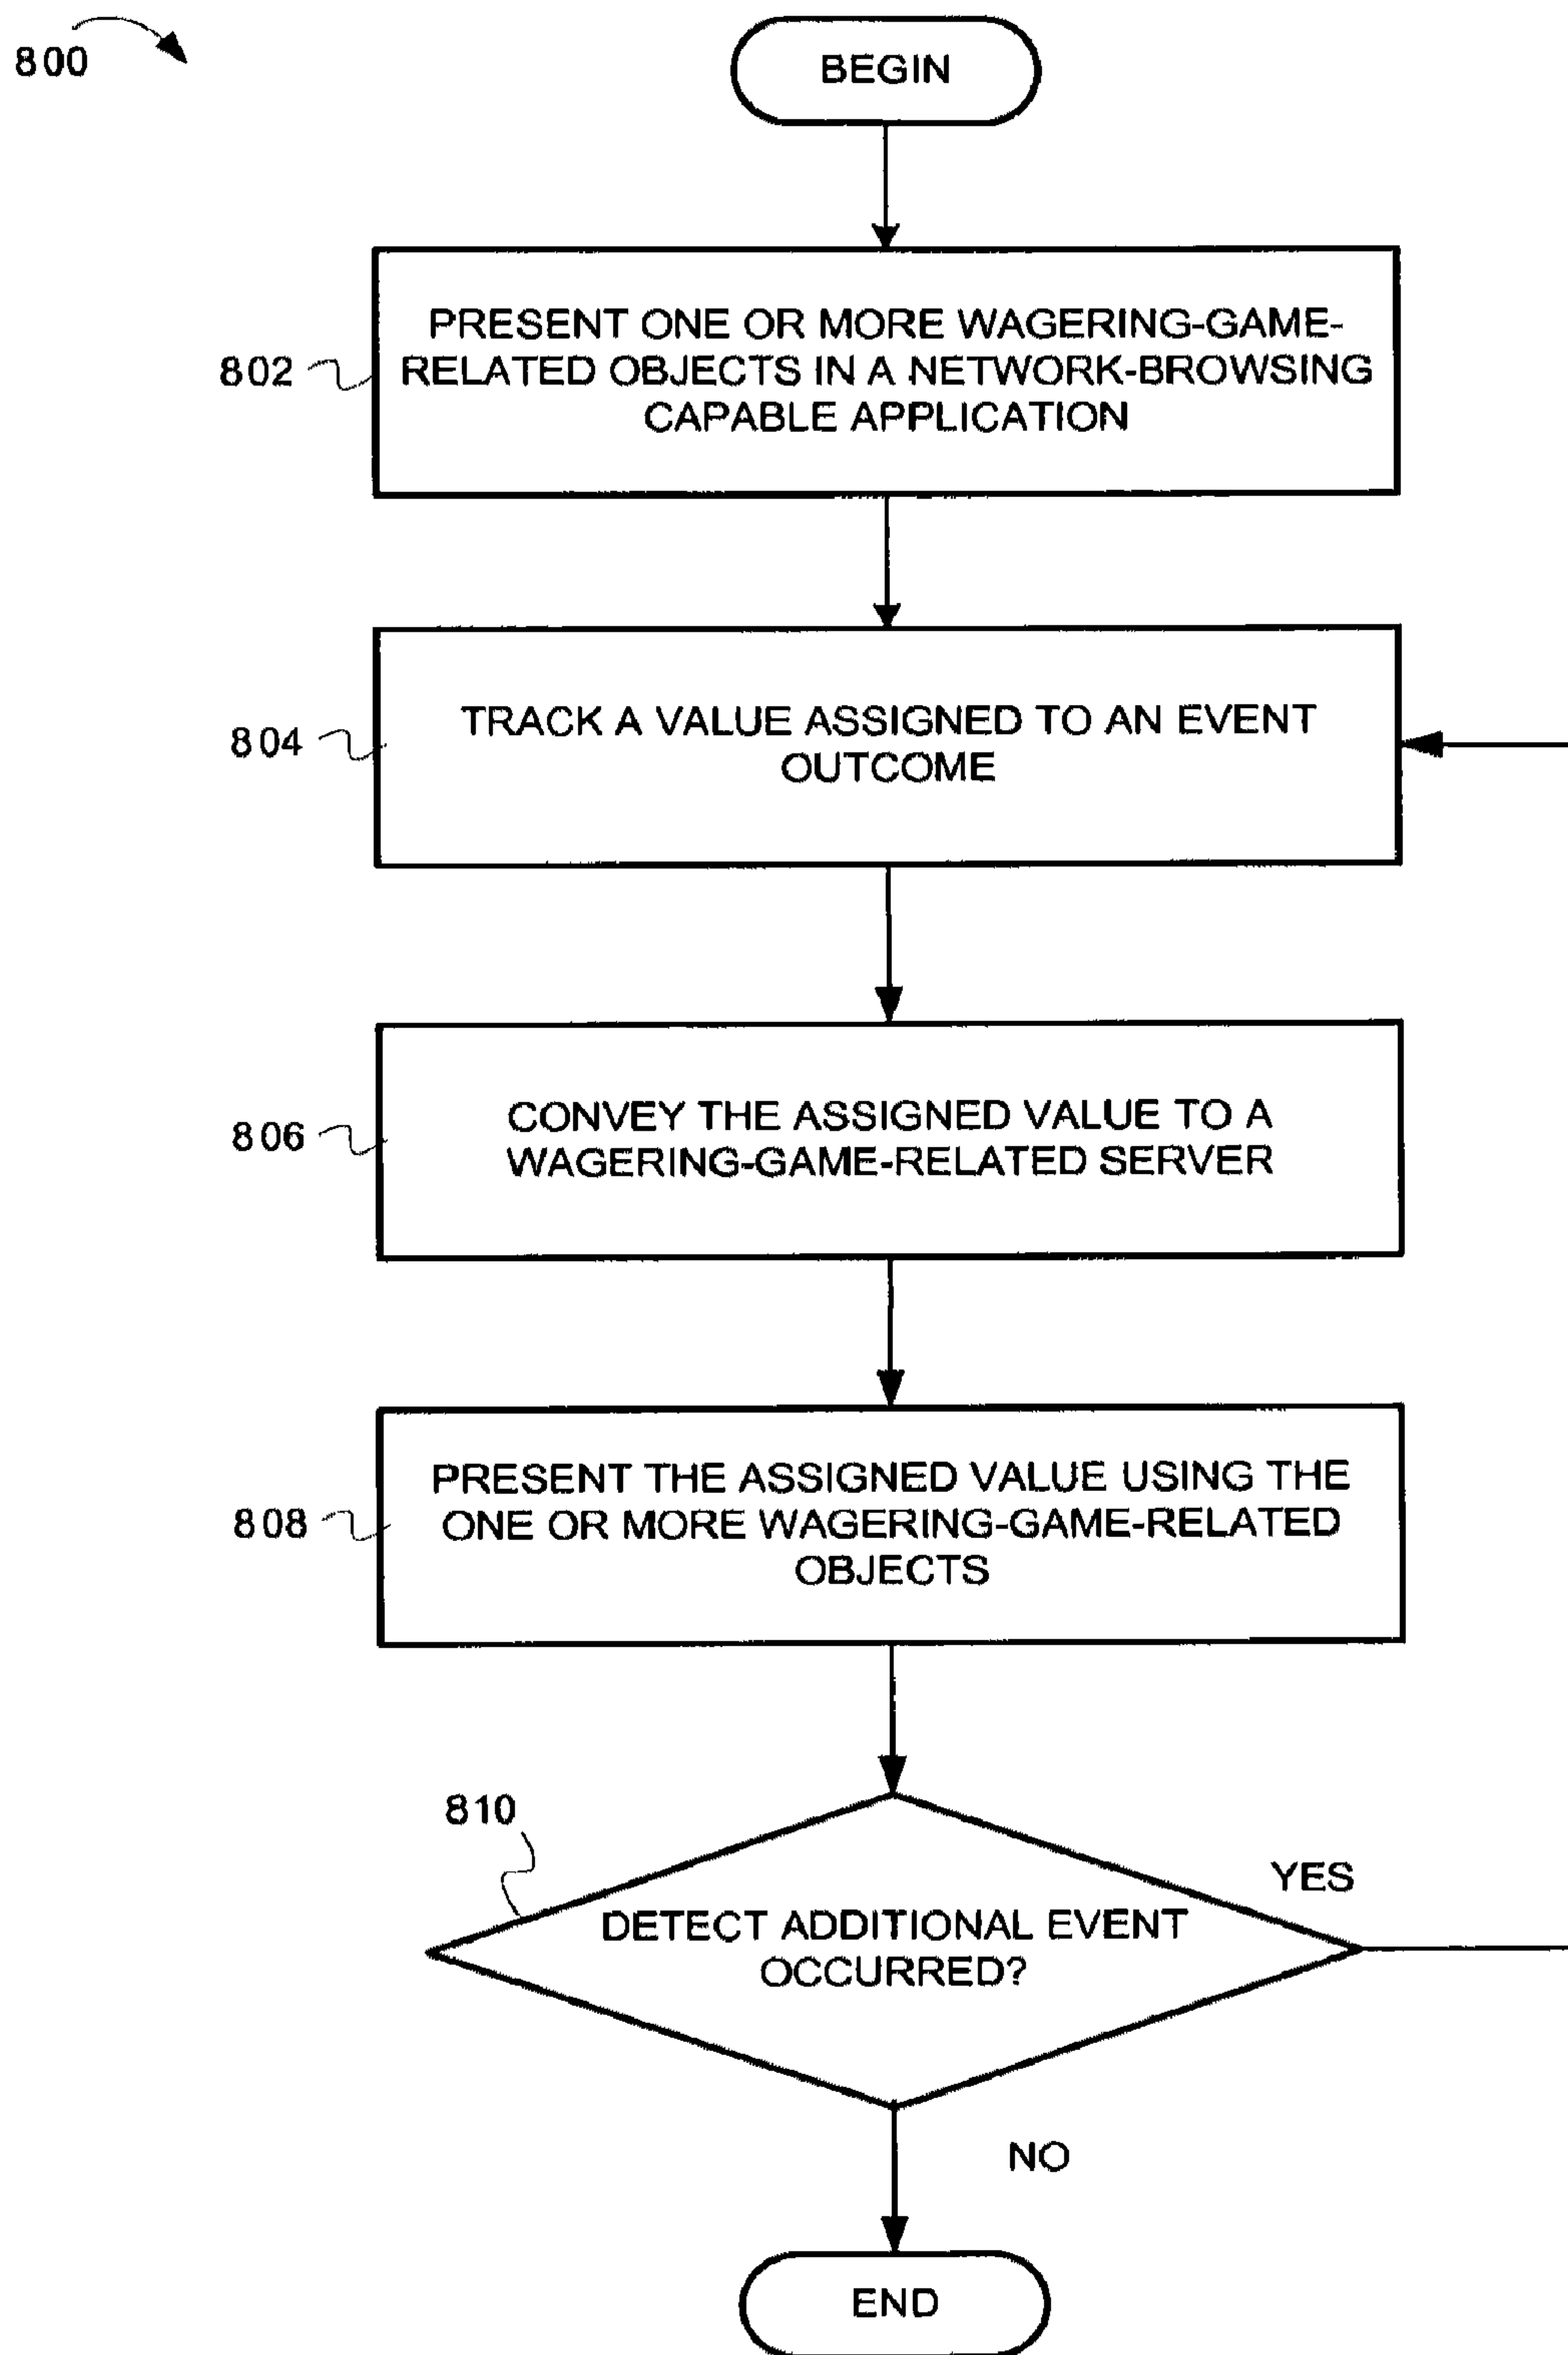 800
BEGIN
802
PRESENT ONE OR MORE WAGERING-GAME-
RELATED OBJECTS IN A NETWORK-BROWSING
CAPABLE APPLICATION
804
TRACK A VALUE ASSIGNED TO AN EVENT
OUTCOME
806
CONVEY THE ASSIGNED VALUE TO A
WAGERING-GAME-RELATED SERVER
808
PRESENT THE ASSIGNED VALUE USING THE
ONE OR MORE WAGERING-GAME-RELATED
OBJECTS
810
YES
DETECT ADDITIONAL EVENT
OCCURRED?
NO
END